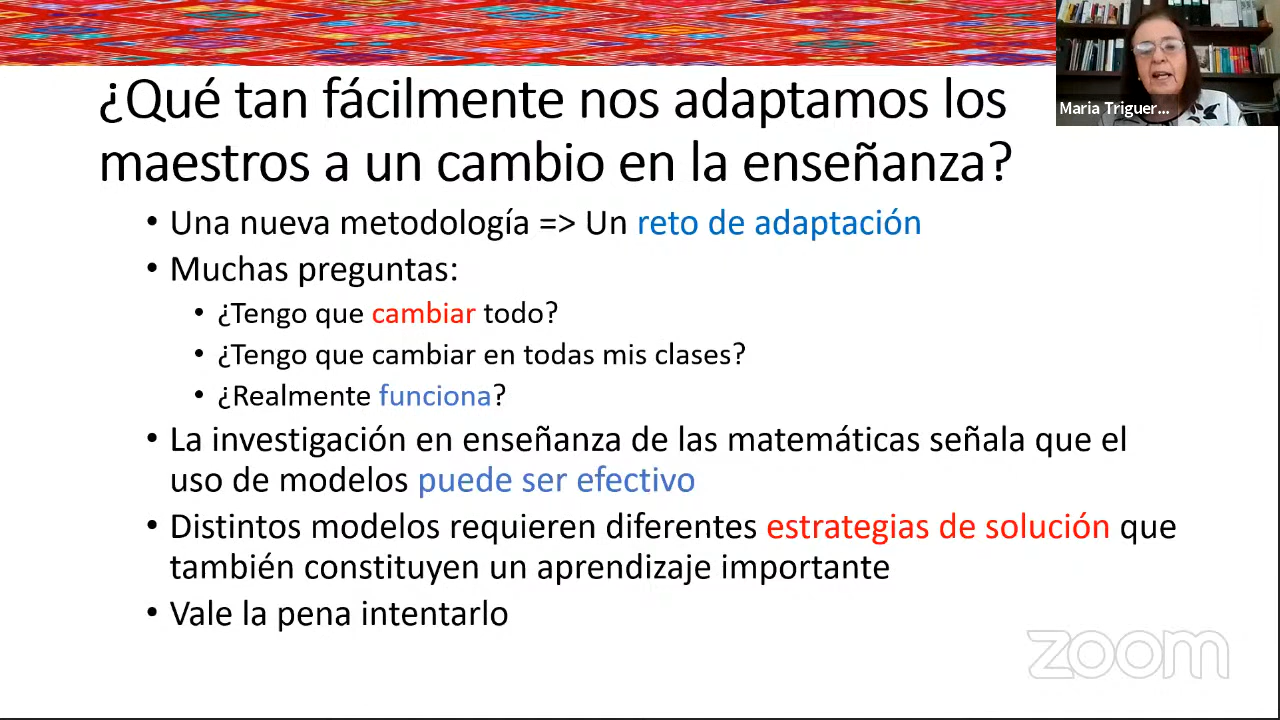 ¿Qué tan fácilmente nos adaptamos los
maestros a un cambio en la enseñanza?
Maria Triguer...
• Una nueva metodología => Un reto de adaptación
• Muchas preguntas:
• ¿Tengo que cambiar todo?
• ¿Tengo que cambiar en todas mis clases?
• ¿Realmente funciona?
• La investigación en enseñanza de las matemáticas señala que el
uso de modelos puede ser efectivo
• Distintos modelos requieren diferentes estrategias de solución que
también constituyen un aprendizaje importante
• Vale la pena intentarlo
zoom